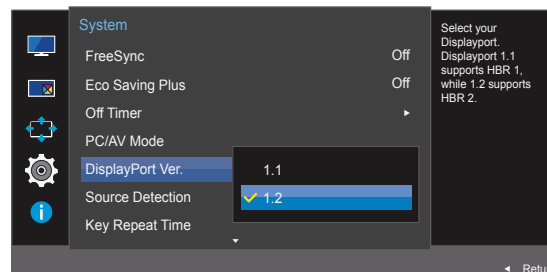 System
FreeSync Off
Eco Saving Plus Off
Off Timer
PC/AV Mode
DisplayPort Ver.
1.1
1.2
Source Detection
Key Repeat Time
Select your
Displayport.
Displayport 1.1
supports HBR 1,
while 1.2 supports
HBR 2.